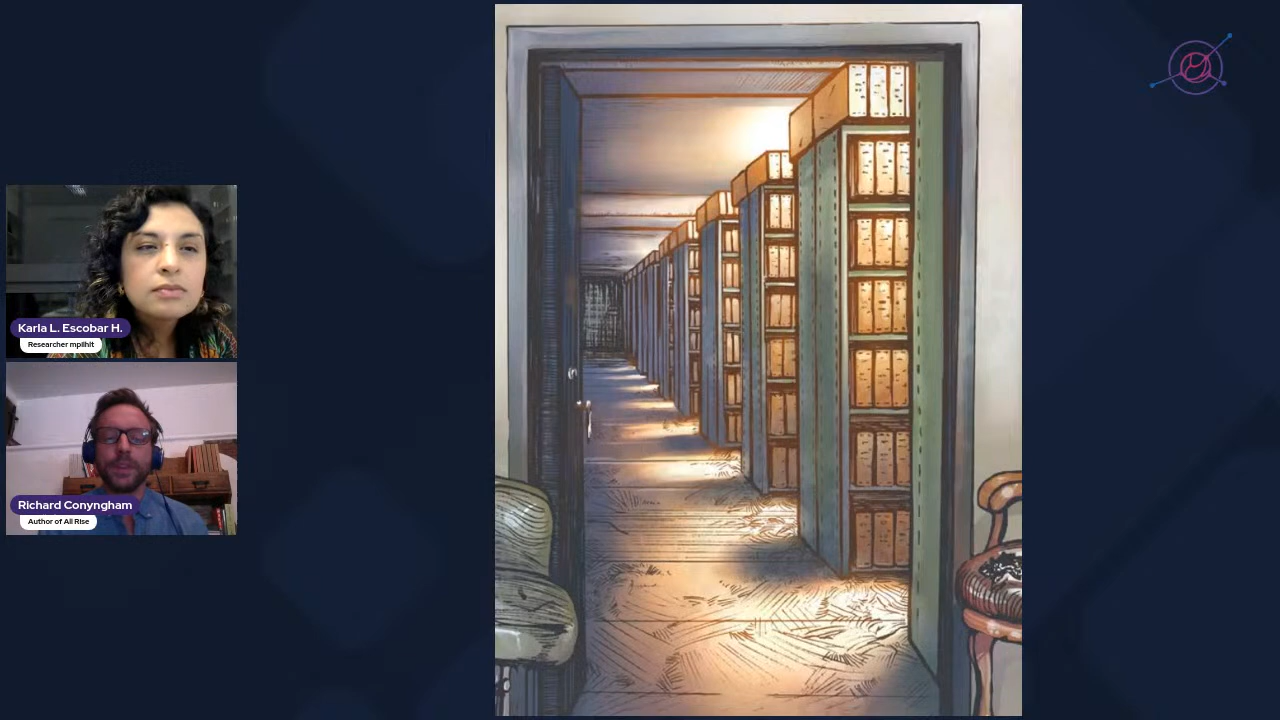 Karla L. Escobar H.
Researcher mpilhlt
Richard Conyngham
Author of All Rise